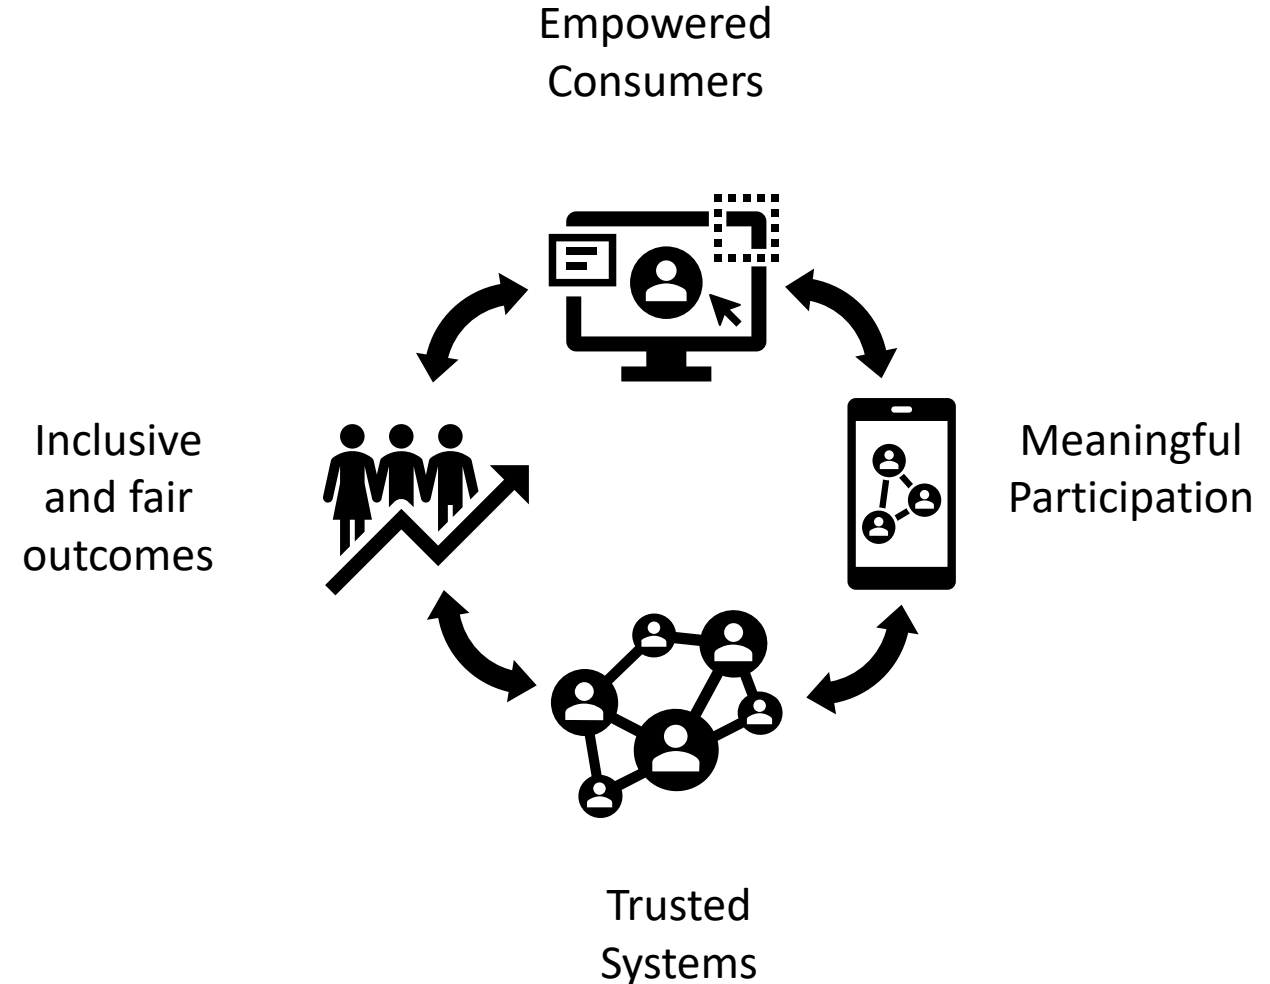 Empowered
Consumers
Inclusive
and fair
outcomes
Meaningful
Participation
Trusted
Systems